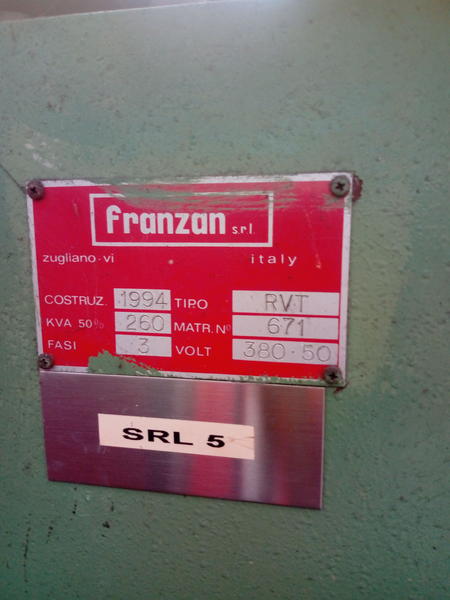 franzan s.r.l.
zugliano-vi italy
COSTRUZ. 1994 TIPO RVT
KVA 50% 260 MATR. N° 671
FASI 3 VOLT 380·50
SRL 5